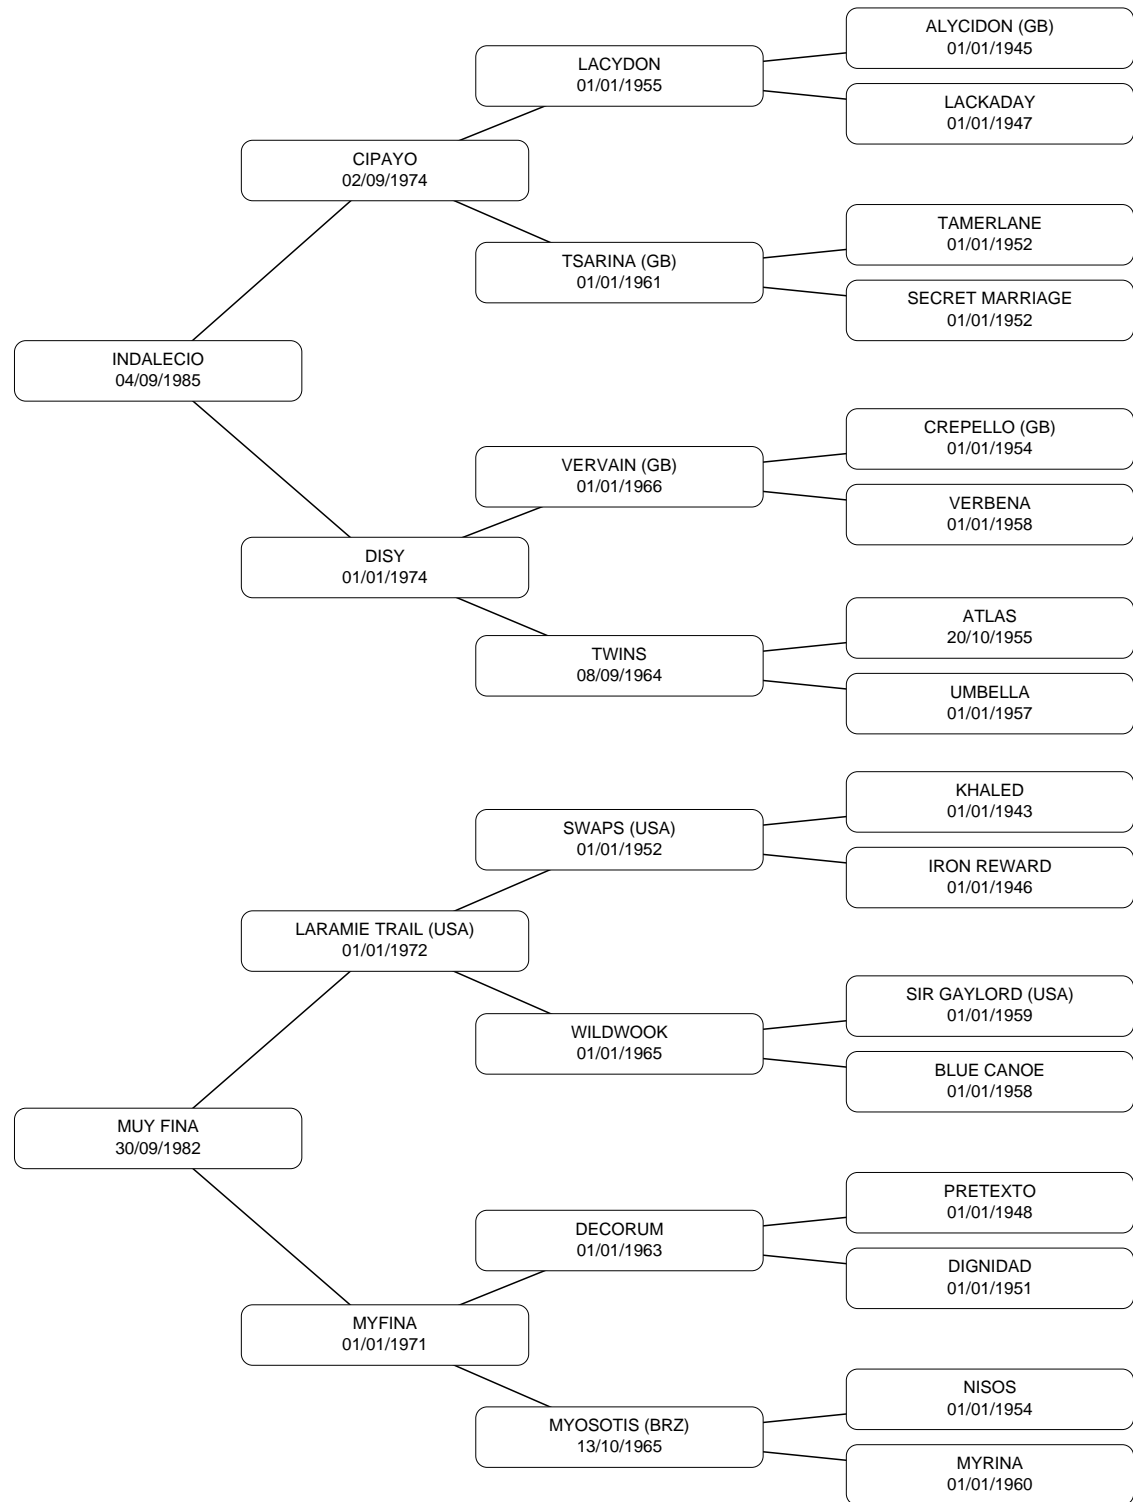 ALYCIDON (GB)
01/01/1945
LACYDON
01/01/1955
LACKADAY
01/01/1947
CIPAYO
02/09/1974
TAMERLANE
01/01/1952
TSARINA (GB)
01/01/1961
SECRET MARRIAGE
01/01/1952
INDALECIO
04/09/1985
CREPELLO (GB)
01/01/1954
VERVAIN (GB)
01/01/1966
VERBENA
01/01/1958
DISY
01/01/1974
ATLAS
20/10/1955
TWINS
08/09/1964
UMBELLA
01/01/1957
KHALED
01/01/1943
SWAPS (USA)
01/01/1952
IRON REWARD
01/01/1946
LARAMIE TRAIL (USA)
01/01/1972
SIR GAYLORD (USA)
01/01/1959
WILDWOOK
01/01/1965
BLUE CANOE
01/01/1958
MUY FINA
30/09/1982
PRETEXTO
01/01/1948
DECORUM
01/01/1963
DIGNIDAD
01/01/1951
MYFINA
01/01/1971
NISOS
01/01/1954
MYOSOTIS (BRZ)
13/10/1965
MYRINA
01/01/1960